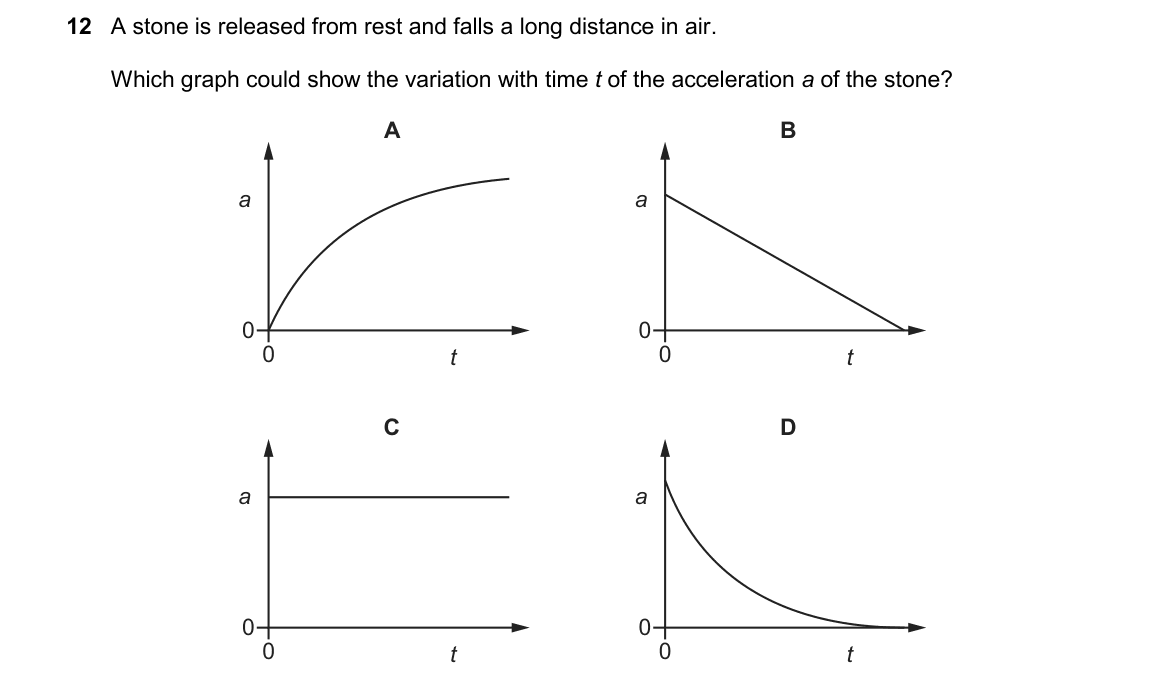 12 A stone is released from rest and falls a long distance in air.
Which graph could show the variation with time t of the acceleration a of the stone?
A
a
0
0
t
B
a
0
0
t
C
a
0
0
t
D
a
0
0
t